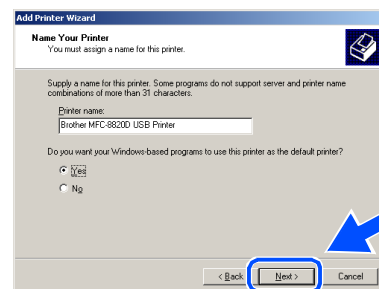 Add Printer Wizard
Name Your Printer
You must assign a name for this printer.
Supply a name for this printer. Some programs do not support server and printer name
combinations of more than 31 characters.
Printer name:
Brother MFC-8820D USB Printer
Do you want your Windows-based programs to use this printer as the default printer?
Yes
No
< Back
Next >
Cancel